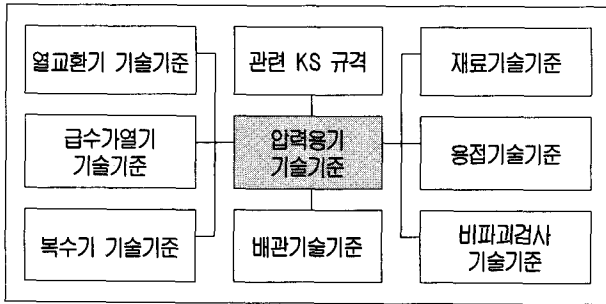 열교환기 기술기준
관련 KS 규격
재료기술기준
급수가열기
기술기준
압력용기
기술기준
용접기술기준
복수기 기술기준
배관기술기준
비파괴검사
기술기준